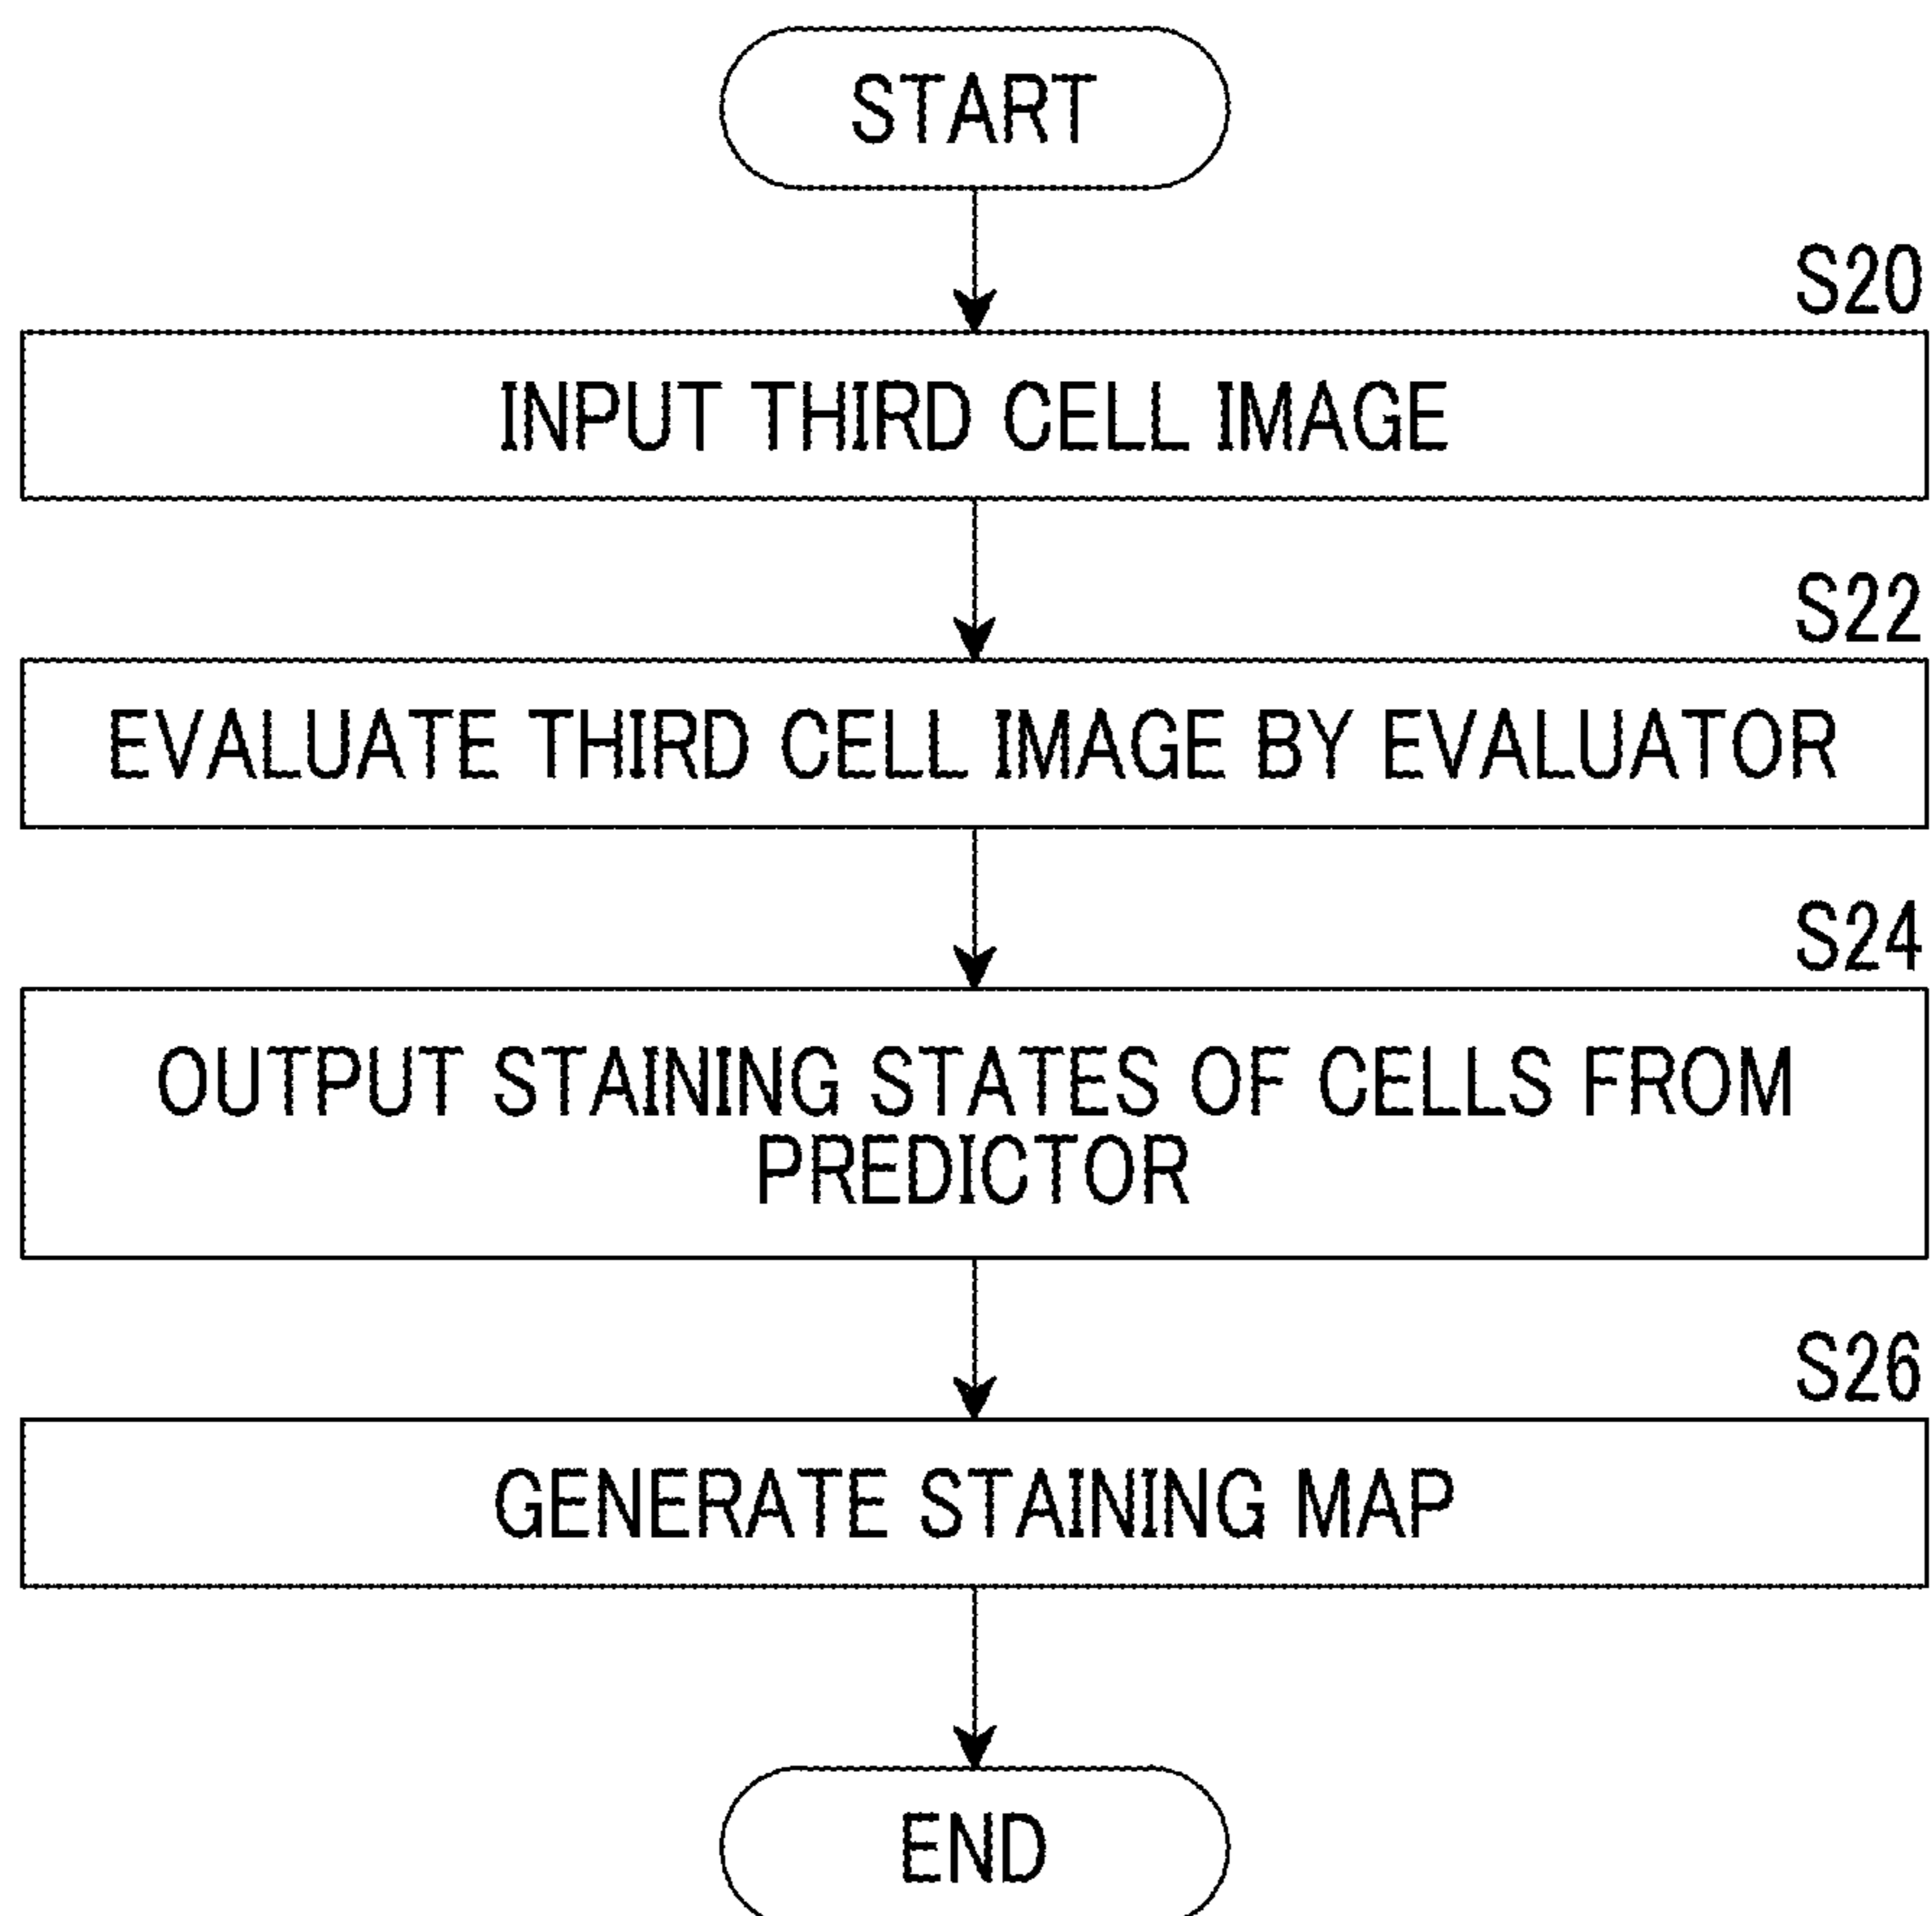 START
S20
INPUT THIRD CELL IMAGE
S22
EVALUATE THIRD CELL IMAGE BY EVALUATOR
S24
OUTPUT STAINING STATES OF CELLS FROM
PREDICTOR
S26
GENERATE STAINING MAP
END